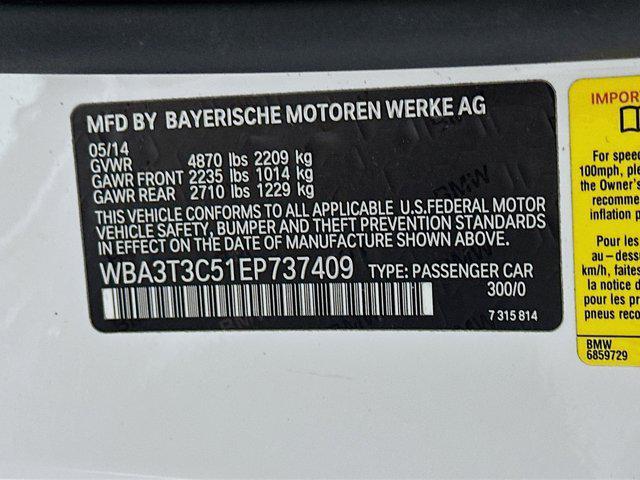 MFD BY BAYERISCHE MOTOREN WERKE AG
05/14
GVWR 4870 lbs 2209 kg
GAWR FRONT 2235 lbs 1014 kg
GAWR REAR 2710 lbs 1229 kg
THIS VEHICLE CONFORMS TO ALL APPLICABLE U.S.FEDERAL MOTOR
VEHICLE SAFETY, BUMPER AND THEFT PREVENTION STANDARDS
IN EFFECT ON THE DATE OF MANUFACTURE SHOWN ABOVE.
WBA3T3C51EP737409 TYPE: PASSENGER CAR
300/0
7 315 814
IMPOR
For speed
100mph, ple
the Owner's
recomme
inflation p
Pour les
au-dess
km/h, fai
la notice
pour les pr
pneus reco
BMW
6859729